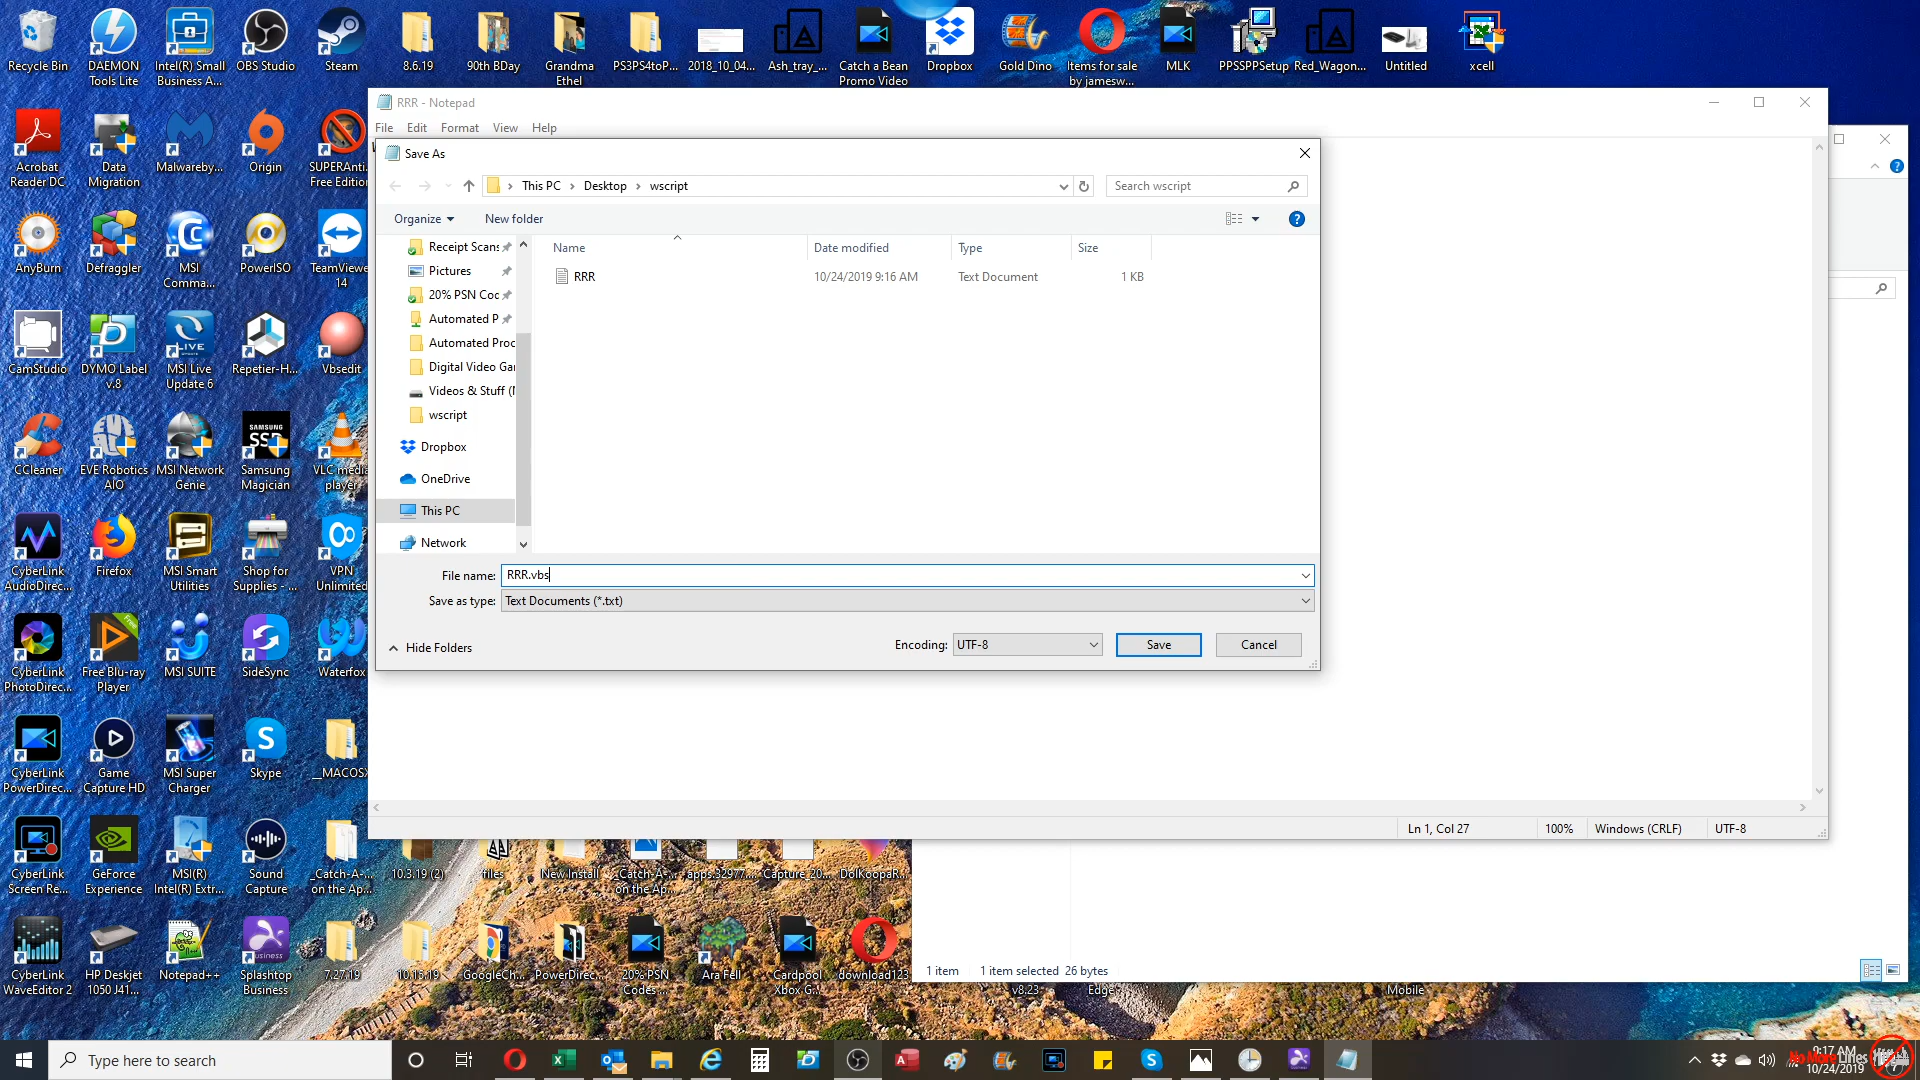 Recycle Bin
DAEMON Tools Lite
Intel(R) Small Business A...
OBS Studio
Steam
8.6.19
90th BDay
Grandma Ethel
PS3PS4toP...
2018_10_04...
Ash_tray_...
Catch a Bean Promo Video
Dropbox
Gold Dino
Items for sale by jamesw...
MLK
PPSSPPSetup
Red_Wagon...
Untitled
xcell
RRR - Notepad
File Edit Format View Help
Save As
This PC > Desktop > wscript
Search wscript
Organize
New folder
Name
Date modified
Type
Size
RRR
10/24/2019 9:16 AM
Text Document
1 KB
Receipt Scans
Pictures
20% PSN Coc
Automated P
Automated Proc
Digital Video Gar
Videos & Stuff (
wscript
Dropbox
OneDrive
This PC
Network
File name: RRR.vbs
Save as type: Text Documents (*.txt)
Hide Folders
Encoding: UTF-8
Save
Cancel
Ln 1, Col 27
100%
Windows (CRLF)
UTF-8
Acrobat Reader DC
Data Migration
Malwareby...
Origin
SUPERAnti... Free Edition
AnyBurn
Defraggler
MSI Comma...
PowerISO
TeamViewer 14
CamStudio
DYMO Label v.8
MSI Live Update 6
Repetier-H...
Vbsedit
CCleaner
EVE Robotics AIO
MSI Network Genie
SAMSUNG
SSD
Samsung Magician
VLC media player
CyberLink AudioDirec...
Firefox
MSI Smart Utilities
Shop for Supplies - ...
VPN Unlimited
CyberLink PhotoDirec...
Free Blu-ray Player
MSI SUITE
SideSync
Waterfox
CyberLink PowerDirec...
Game Capture HD
MSI Super Charger
Skype
__MACOSX
CyberLink Screen Re...
GeForce Experience
MSI(R) Intel(R) Extr...
Sound Capture
_Catch-A-... on the Ap...
10.3.19 (2)
files
New Install
Catch-A-... on the Ap...
apps.32977...
Capture_20...
DolKoopaR...
CyberLink WaveEditor 2
HP Deskjet 1050 J41...
Notepad++
Splashtop Business
7.27.19
10.15.19
GoogleCh...
PowerDirec...
20% PSN Codes ...
Ara Fell
Cardpool Xbox G...
download123
v8.23
Edge
Mobile
1 item
1 item selected 26 bytes
Type here to search
9:17 AM
10/24/2019
No More Lines